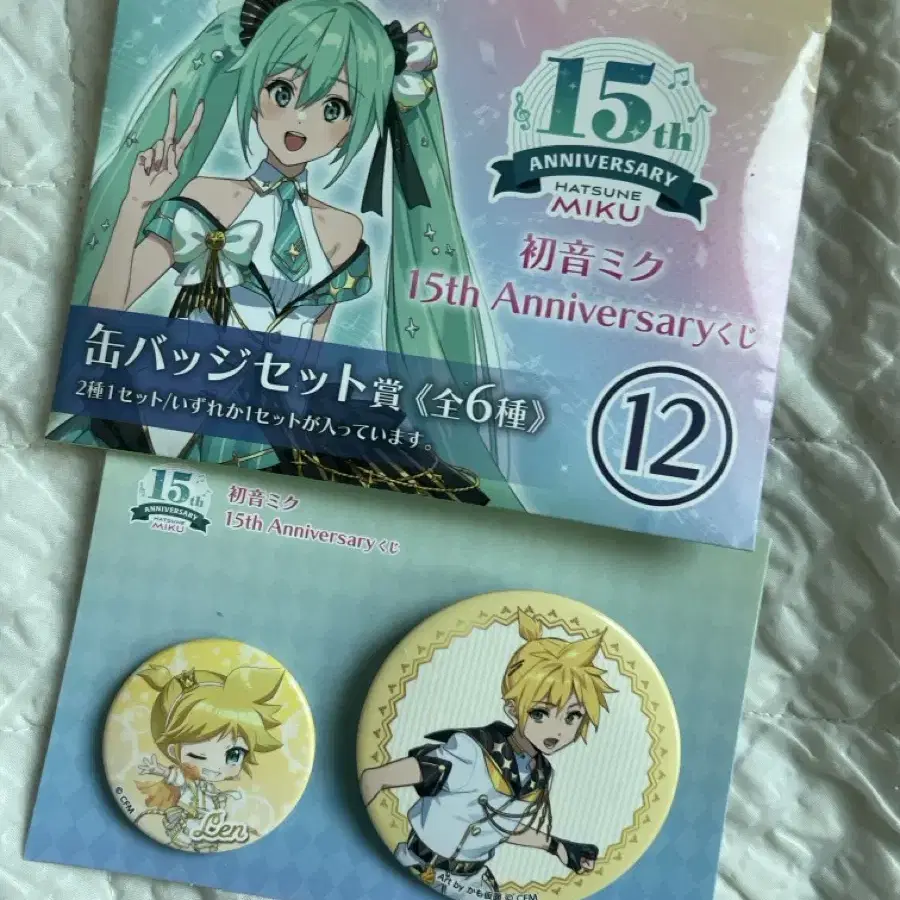 15th
ANNIVERSARY
HATSUNE
MIKU
初音ミク
15th Anniversaryくじ
缶バッジセット賞《全6種》
2種1セット/いずれか1セットが入っています。
12
15th
ANNIVERSARY
HATSUNE
MIKU
初音ミク
15th Anniversaryくじ
© CFM
Len
Art by かも仮面 © CFM